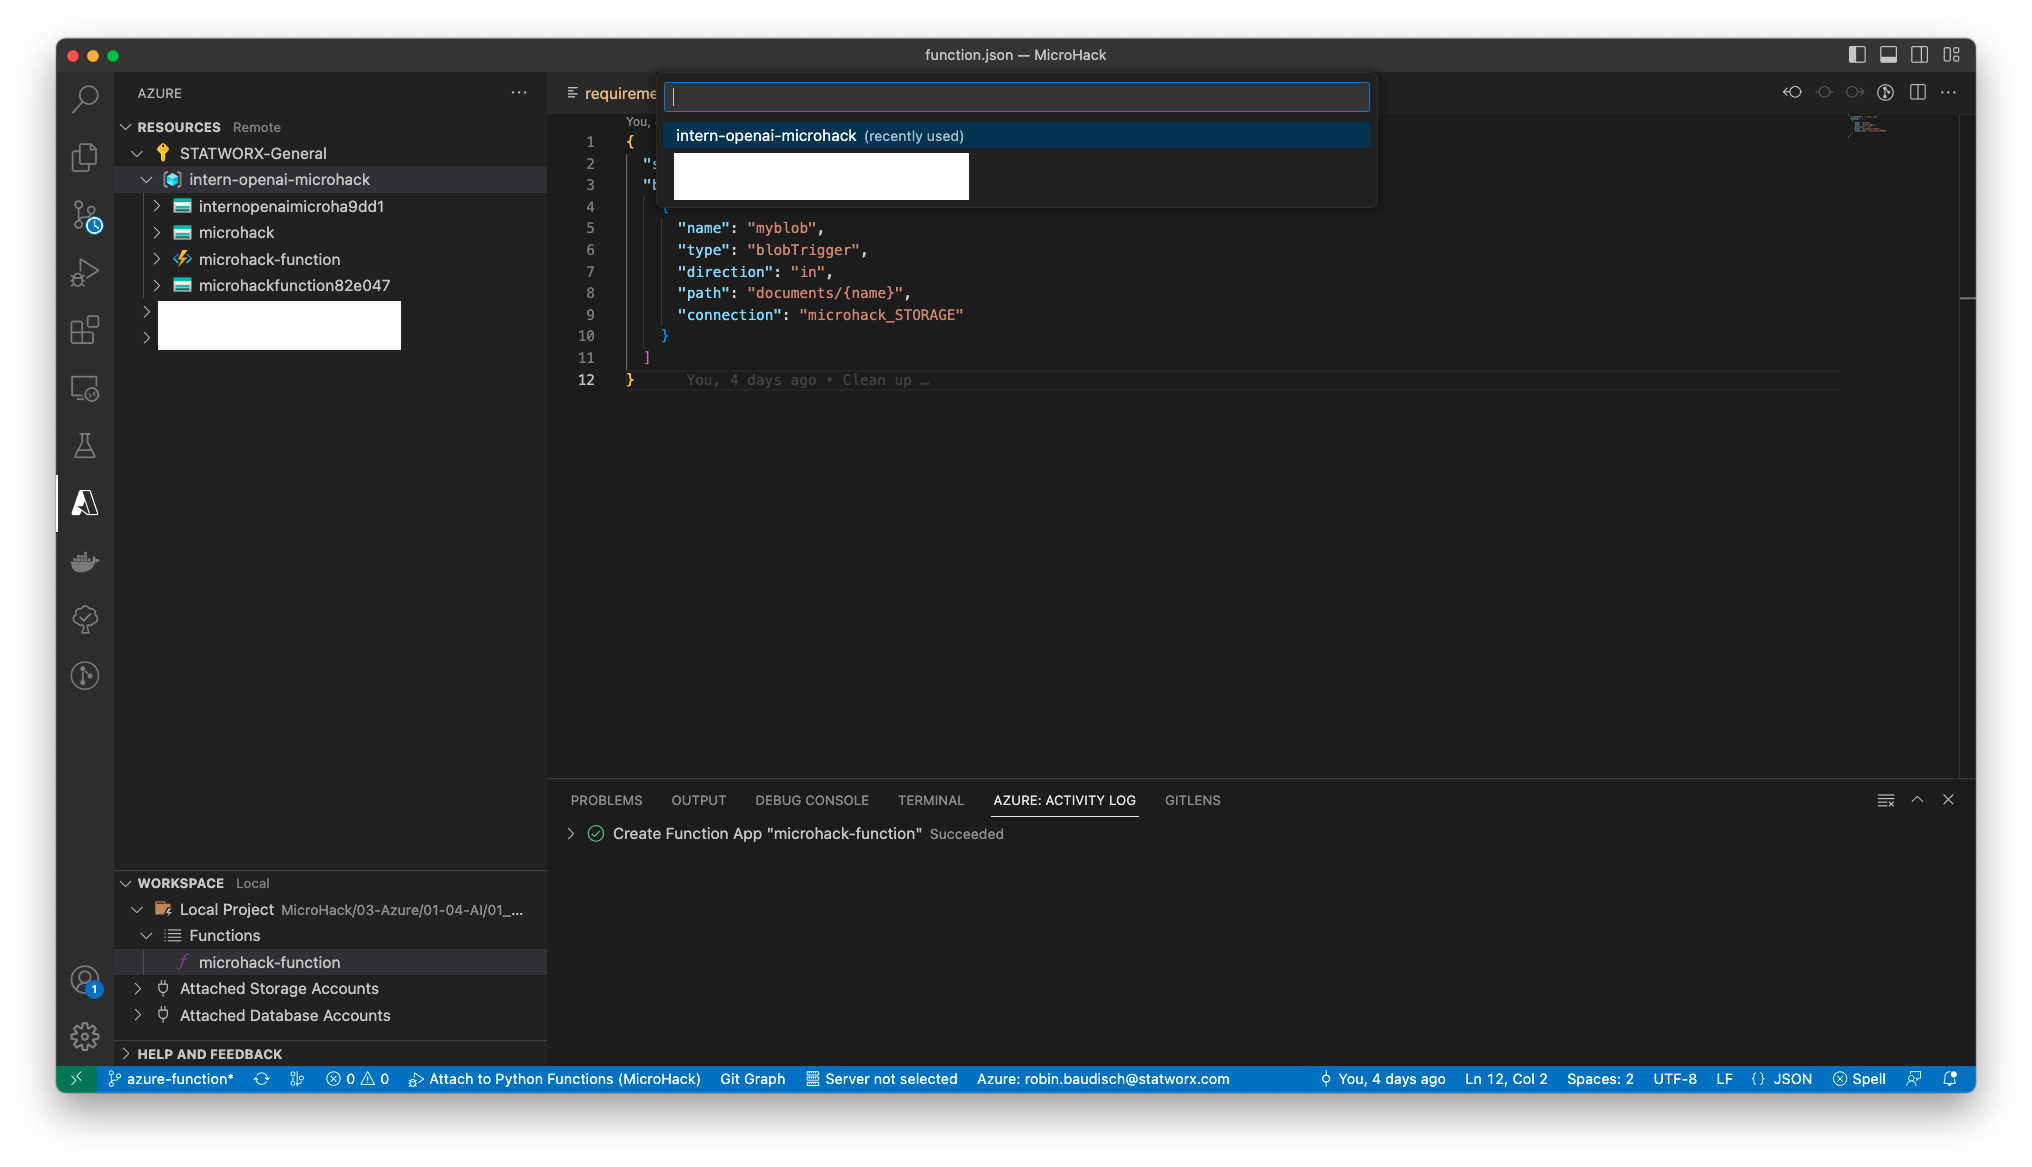 function.json — MicroHack
AZURE
RESOURCES Remote
STATWORX-General
intern-openai-microhack
internopenaimicroha9dd1
microhack
microhack-function
microhackfunction82e047
requireme
intern-openai-microhack (recently used)
You,
1 {
2 "s
3 "b
4 {
5 "name": "myblob",
6 "type": "blobTrigger",
7 "direction": "in",
8 "path": "documents/{name}",
9 "connection": "microhack_STORAGE"
10 }
11 ]
12 } You, 4 days ago • Clean up …
PROBLEMS OUTPUT DEBUG CONSOLE TERMINAL AZURE: ACTIVITY LOG GITLENS
Create Function App "microhack-function" Succeeded
WORKSPACE Local
Local Project MicroHack/03-Azure/01-04-AI/01_...
Functions
microhack-function
Attached Storage Accounts
Attached Database Accounts
HELP AND FEEDBACK
1
azure-function* 0 0 Attach to Python Functions (MicroHack) Git Graph Server not selected Azure: robin.baudisch@statworx.com You, 4 days ago Ln 12, Col 2 Spaces: 2 UTF-8 LF {} JSON Spell